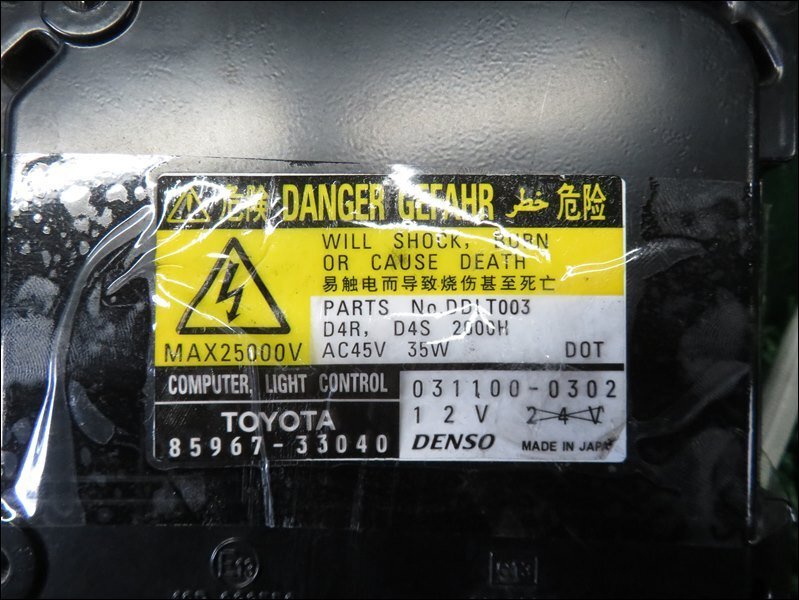 危険 DANGER GEFAHR خطر 危险
WILL SHOCK, BURN
OR CAUSE DEATH
易触电而导致烧伤甚至死亡
MAX25000V
PARTS No.DDLT003
D4R, D4S
AC45V 35W DOT
COMPUTER, LIGHT CONTROL
TOYOTA
85967-33040
031100-0302
12V 24V
DENSO MADE IN JAPAN
E13